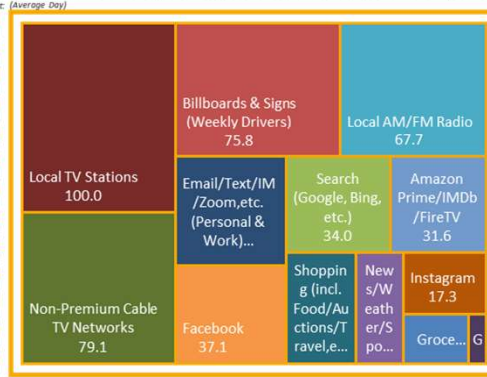 (Average Day)
Local TV Stations
100.0
Non-Premium Cable
TV Networks
79.1
Billboards & Signs
(Weekly Drivers)
75.8
Local AM/FM Radio
67.7
Email/Text/IM
/Zoom,etc.
(Personal &
Work)...
Facebook
37.1
Search
(Google, Bing,
etc.)
34.0
Amazon
Prime/IMDb
/FireTV
31.6
Shoppin
g (incl.
Food/Au
ctions/T
ravel,e...
New
s/W
eath
er/S
po...
Instagram
17.3
Groce...
G